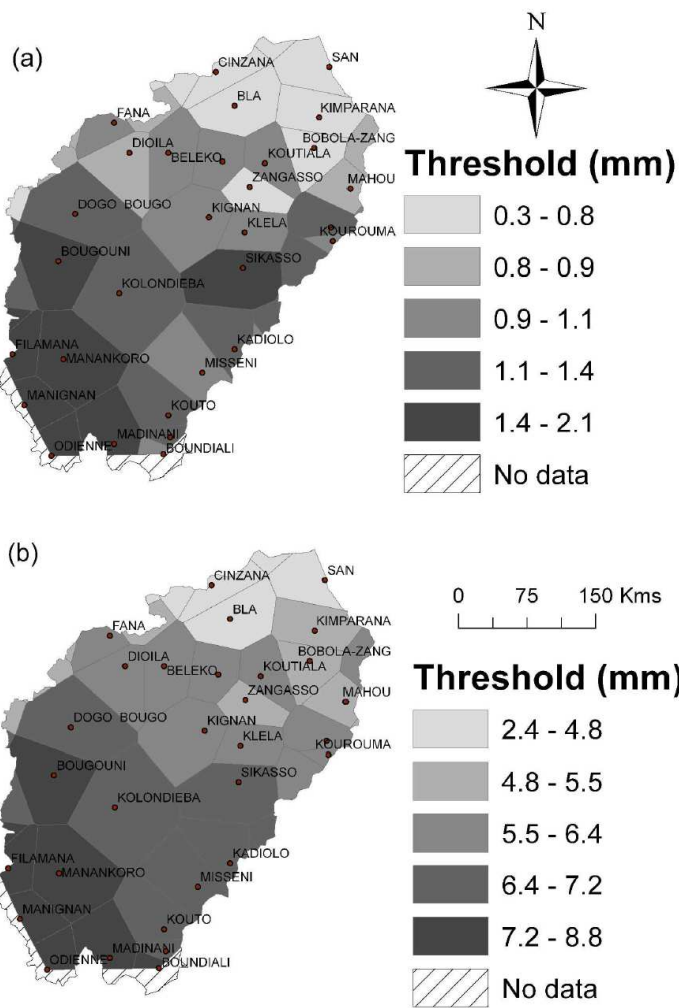 (a)
N
CINZANA
SAN
BLA
KIMPARANA
FANA
BOBOLA-ZANG
DIOILA
BELEKO
KOUTIALA
ZANGASSO
MAHOU
DOGO BOUGO
KIGNAN
KLELA
KOUROUMA
BOUGOUNI
SIKASSO
KOLONDIEBA
FILAMANA
MANANKORO
KADIOLO
MISSENI
MANIGNAN
KOUTO
ODIENNE
MADINANI
BOUNDIALI
Threshold (mm)
0.3 - 0.8
0.8 - 0.9
0.9 - 1.1
1.1 - 1.4
1.4 - 2.1
No data
(b)
CINZANA
SAN
BLA
KIMPARANA
FANA
BOBOLA-ZANG
DIOILA
BELEKO
KOUTIALA
ZANGASSO
MAHOU
DOGO BOUGO
KIGNAN
KLELA
KOUROUMA
BOUGOUNI
SIKASSO
KOLONDIEBA
FILAMANA
MANANKORO
KADIOLO
MISSENI
MANIGNAN
KOUTO
ODIENNE
MADINANI
BOUNDIALI
0 75 150 Kms
Threshold (mm)
2.4 - 4.8
4.8 - 5.5
5.5 - 6.4
6.4 - 7.2
7.2 - 8.8
No data